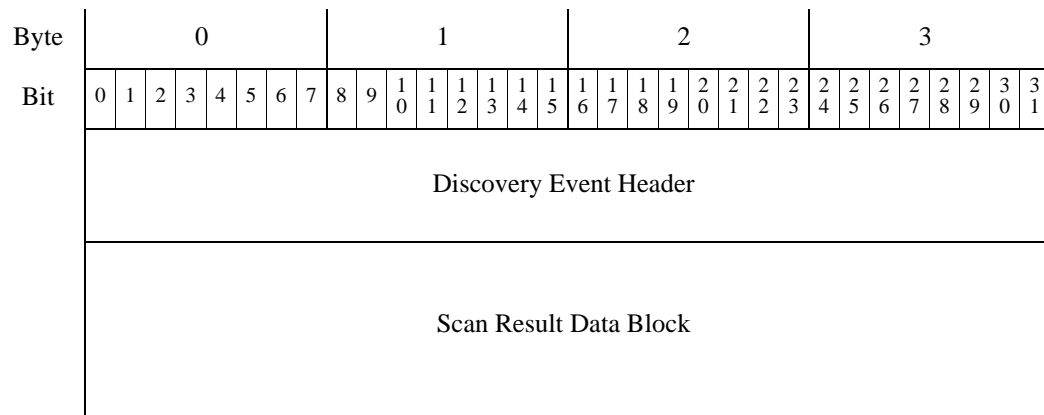 Byte 0 1 2 3
Bit 0 1 2 3 4 5 6 7 8 9 10 11 12 13 14 15 16 17 18 19 20 21 22 23 24 25 26 27 28 29 30 31
Discovery Event Header
Scan Result Data Block